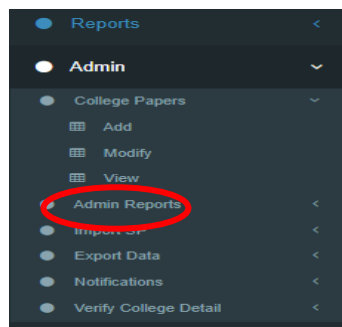 Reports
Admin
College Papers
Add
Modify
View
Admin Reports
Import SP
Export Data
Notifications
Verify College Detail